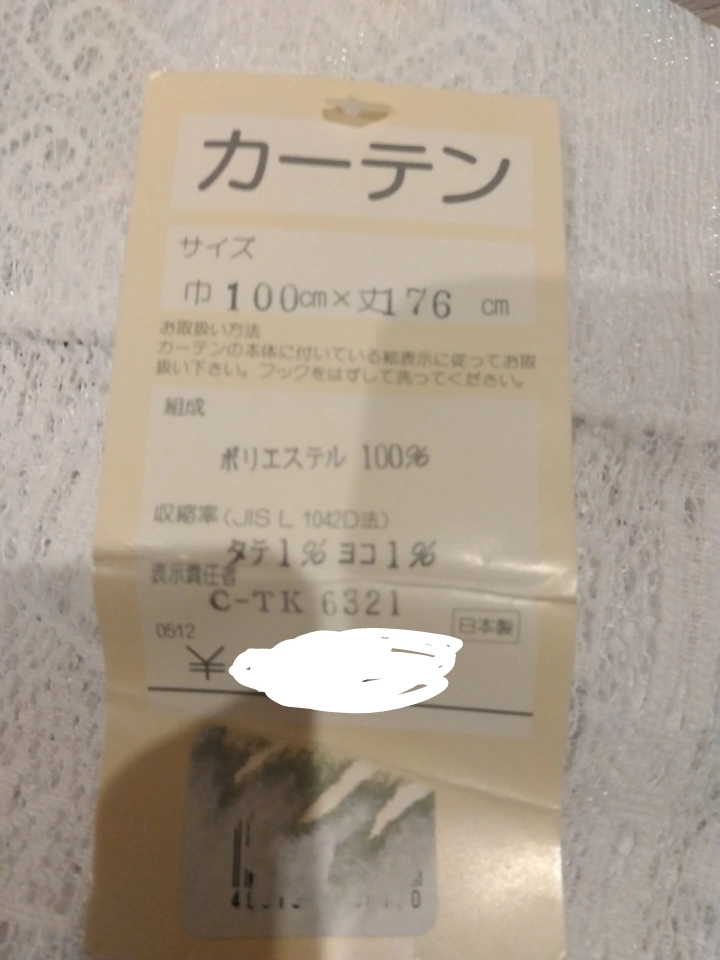 カーテン
サイズ
巾100cm×丈176 cm
お取扱い方法
カーテンの本体に付いている絵表示に従ってお取
扱い下さい。フックをはずして洗ってください。
組成
ポリエステル 100%
収縮率(JIS L 1042D法)
タテ1% ヨコ1%
表示責任者
C-TK 6321
日本製
0512
¥